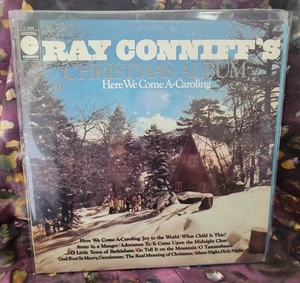 RAY CONNIFF'S
CHRISTMAS ALBUM
Here We Come A-Caroling
Here We Come A-Caroling/Joy to the World/What Child Is This?
Away in a Manger/Adoramus Te/It Came Upon the Midnight Clear
O Little Town of Bethlehem/Go Tell It on the Mountain/O Tannenbaum
God Rest Ye Merry, Gentlemen/The Real Meaning of Christmas/Silent Night, Holy Night